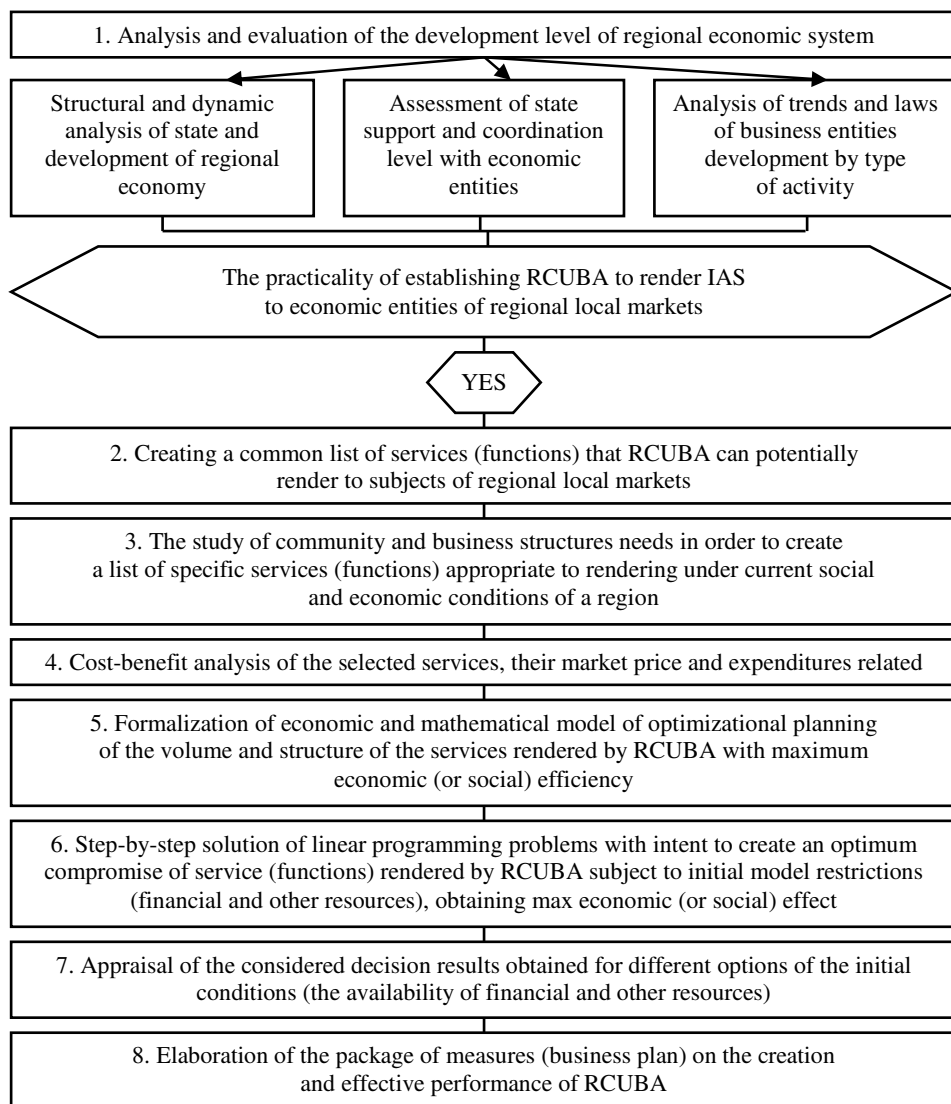 1. Analysis and evaluation of the development level of regional economic system
Structural and dynamic
analysis of state and
development of regional
economy
Assessment of state
support and coordination
level with economic
entities
Analysis of trends and laws
of business entities
development by type
of activity
The practicality of establishing RCUBA to render IAS
to economic entities of regional local markets
YES
2. Creating a common list of services (functions) that RCUBA can potentially
render to subjects of regional local markets
3. The study of community and business structures needs in order to create
a list of specific services (functions) appropriate to rendering under current social
and economic conditions of a region
4. Cost-benefit analysis of the selected services, their market price and expenditures related
5. Formalization of economic and mathematical model of optimizational planning
of the volume and structure of the services rendered by RCUBA with maximum
economic (or social) efficiency
6. Step-by-step solution of linear programming problems with intent to create an optimum
compromise of service (functions) rendered by RCUBA subject to initial model restrictions
(financial and other resources), obtaining max economic (or social) effect
7. Appraisal of the considered decision results obtained for different options of the initial
conditions (the availability of financial and other resources)
8. Elaboration of the package of measures (business plan) on the creation
and effective performance of RCUBA